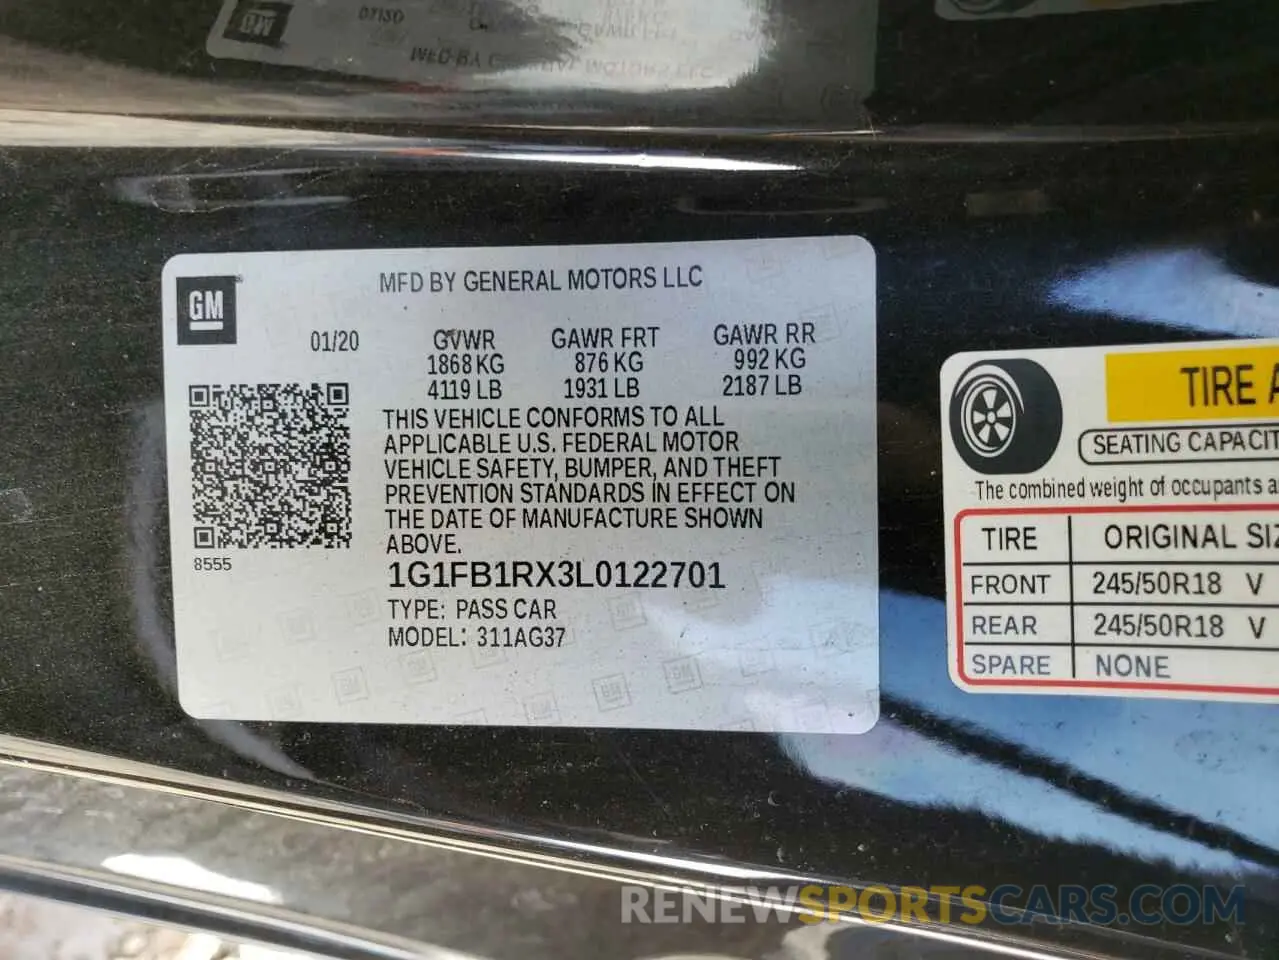 GM
MFD BY GENERAL MOTORS LLC
01/20 GVWR GAWR FRT GAWR RR
1868 KG 876 KG 992 KG
4119 LB 1931 LB 2187 LB
THIS VEHICLE CONFORMS TO ALL
APPLICABLE U.S. FEDERAL MOTOR
VEHICLE SAFETY, BUMPER, AND THEFT
PREVENTION STANDARDS IN EFFECT ON
THE DATE OF MANUFACTURE SHOWN
ABOVE.
8555
1G1FB1RX3L0122701
TYPE: PASS CAR
MODEL: 311AG37
TIRE A
SEATING CAPACIT
The combined weight of occupants a
TIRE ORIGINAL SIZ
FRONT 245/50R18 V
REAR 245/50R18 V
SPARE NONE
RENEWSPORTSCARS.COM